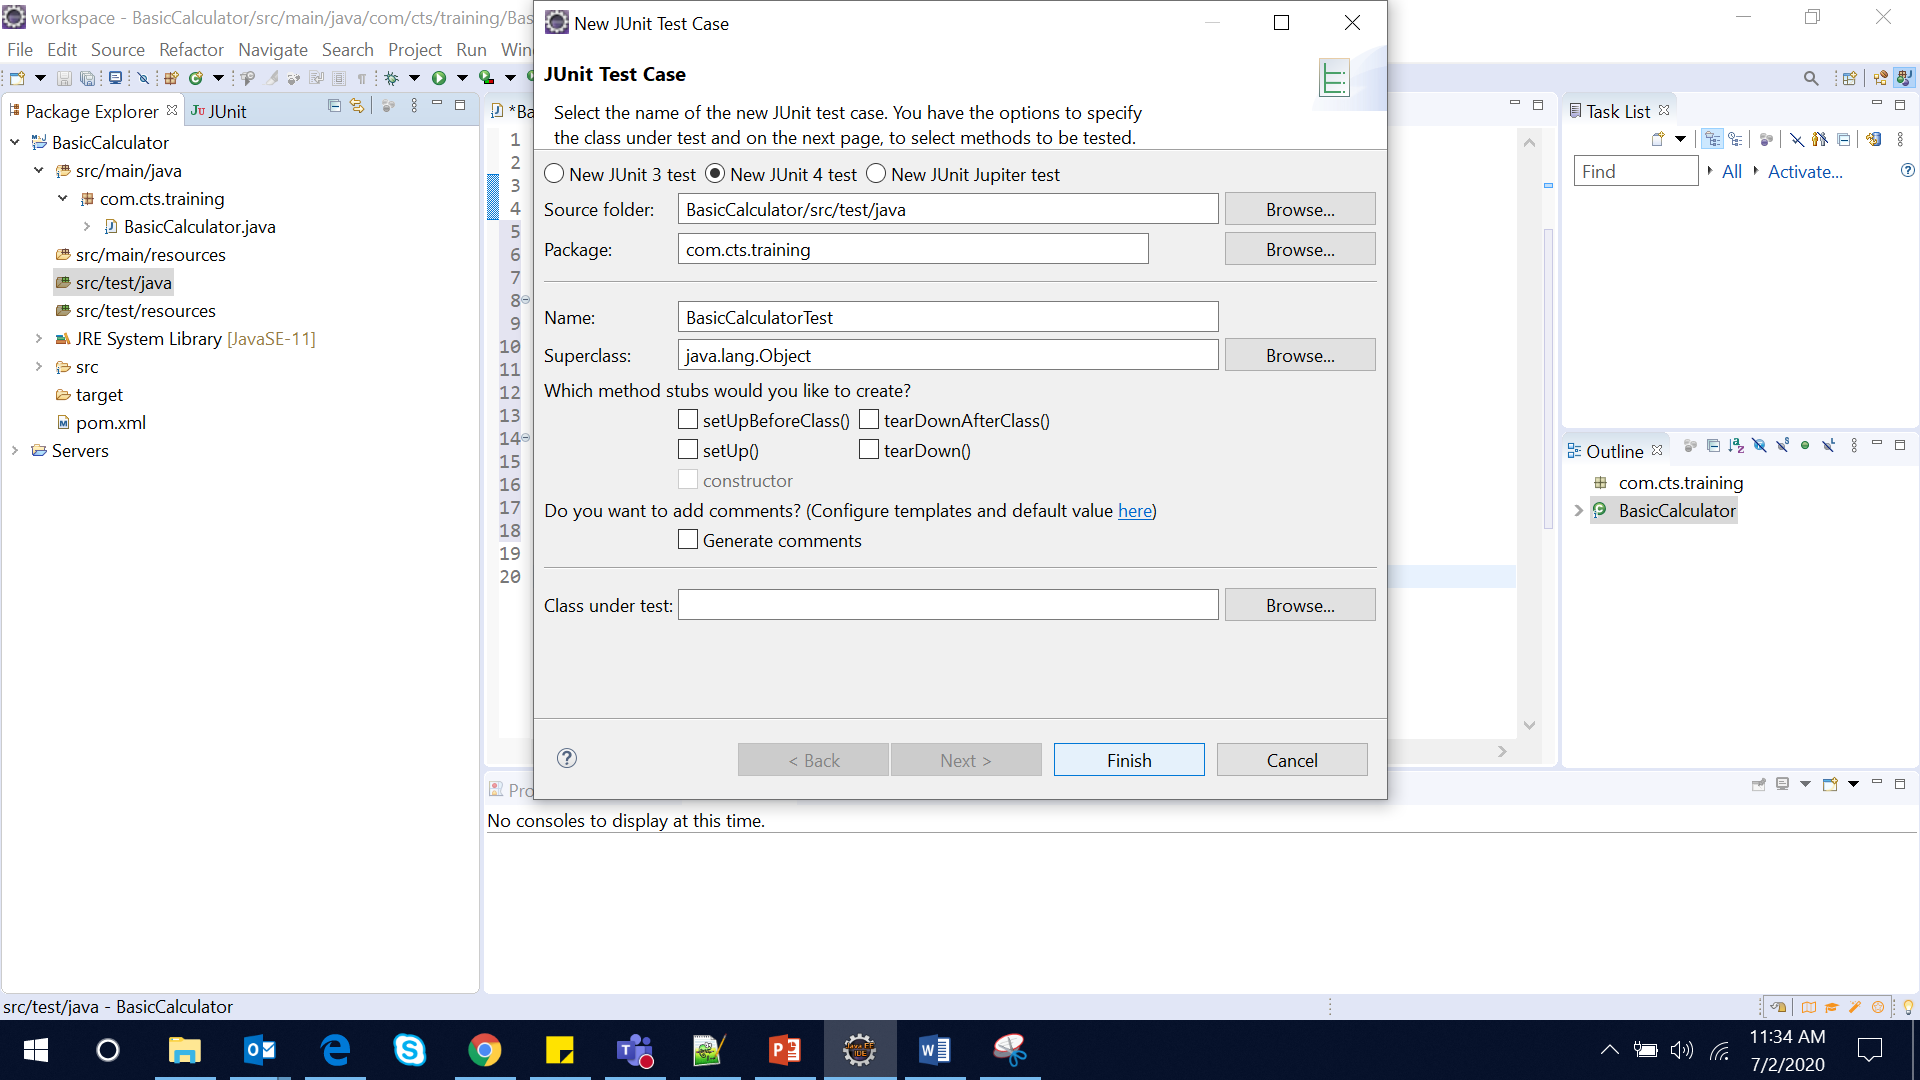 workspace - BasicCalculator/src/main/java/com/cts/training/Bas
File Edit Source Refactor Navigate Search Project Run Win
Package Explorer
JUnit
BasicCalculator
src/main/java
com.cts.training
BasicCalculator.java
src/main/resources
src/test/java
src/test/resources
JRE System Library [JavaSE-11]
src
target
pom.xml
Servers
*Ba
1
2
3
4
5
6
7
8
9
10
11
12
13
14
15
16
17
18
19
20
New JUnit Test Case
JUnit Test Case
Select the name of the new JUnit test case. You have the options to specify
the class under test and on the next page, to select methods to be tested.
New JUnit 3 test New JUnit 4 test New JUnit Jupiter test
Source folder: BasicCalculator/src/test/java Browse...
Package: com.cts.training Browse...
Name: BasicCalculatorTest
Superclass: java.lang.Object Browse...
Which method stubs would you like to create?
setUpBeforeClass() tearDownAfterClass()
setUp() tearDown()
constructor
Do you want to add comments? (Configure templates and default value here)
Generate comments
Class under test: Browse...
< Back Next > Finish Cancel
Task List
Find All Activate...
Outline
com.cts.training
BasicCalculator
Pro
No consoles to display at this time.
src/test/java - BasicCalculator
11:34 AM
7/2/2020